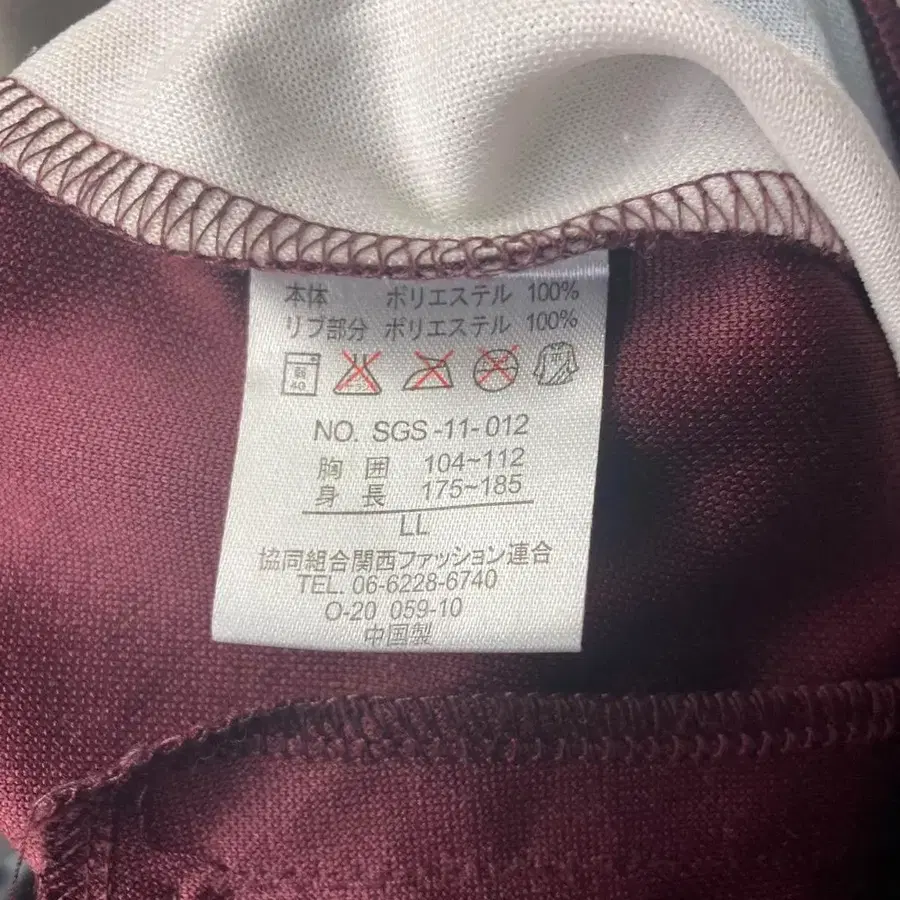 本体 ポリエステル 100%
リブ部分 ポリエステル 100%
弱 40
NO. SGS-11-012
胸囲 104~112
身長 175~185
LL
協同組合関西ファッション連合
TEL. 06-6228-6740
O-20 059-10
中国製